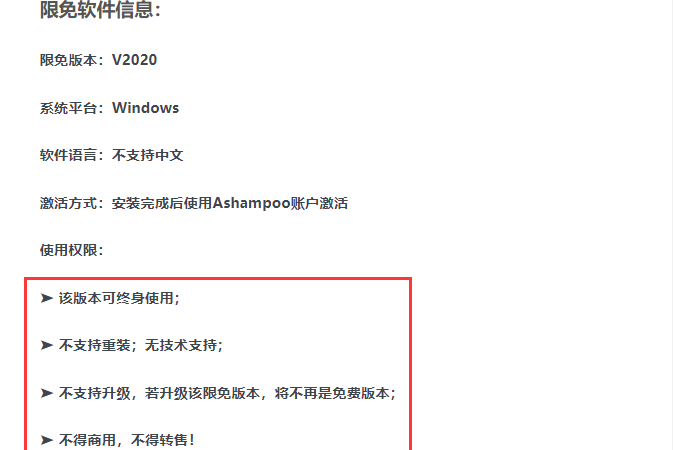 限免软件信息：
限免版本：V2020
系统平台：Windows
软件语言：不支持中文
激活方式：安装完成后使用Ashampoo账户激活
使用权限：
➤ 该版本可终身使用；
➤ 不支持重装；无技术支持；
➤ 不支持升级，若升级该限免版本，将不再是免费版本；
➤ 不得商用，不得转售！